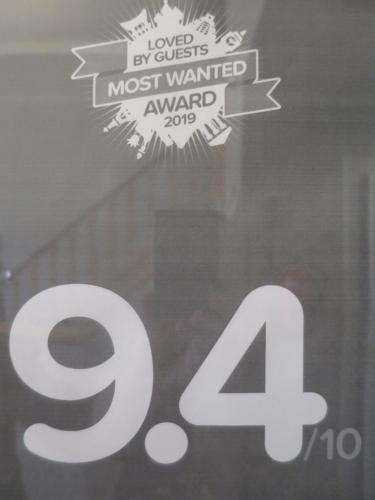 LOVED
BY GUESTS
MOST WANTED
AWARD
2019
9.4/10